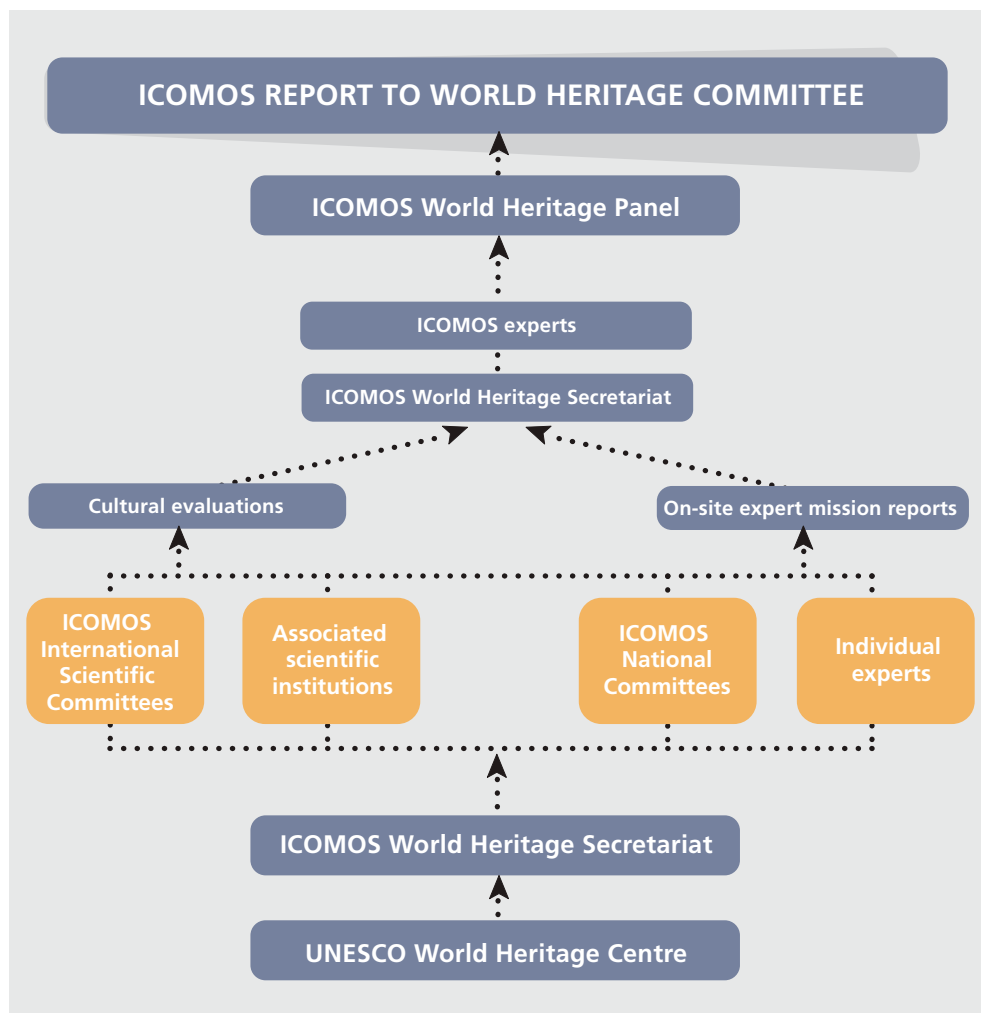 ICOMOS REPORT TO WORLD HERITAGE COMMITTEE
ICOMOS World Heritage Panel
ICOMOS experts
ICOMOS World Heritage Secretariat
Cultural evaluations
On-site expert mission reports
ICOMOS
International
Scientific
Committees
Associated
scientific
institutions
ICOMOS
National
Committees
Individual
experts
ICOMOS World Heritage Secretariat
UNESCO World Heritage Centre